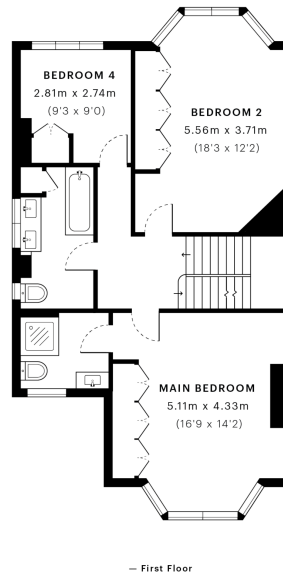 BEDROOM 4
2.81m x 2.74m
(9'3 x 9'0)
BEDROOM 2
5.56m x 3.71m
(18'3 x 12'2)
MAIN BEDROOM
5.11m x 4.33m
(16'9 x 14'2)
— First Floor